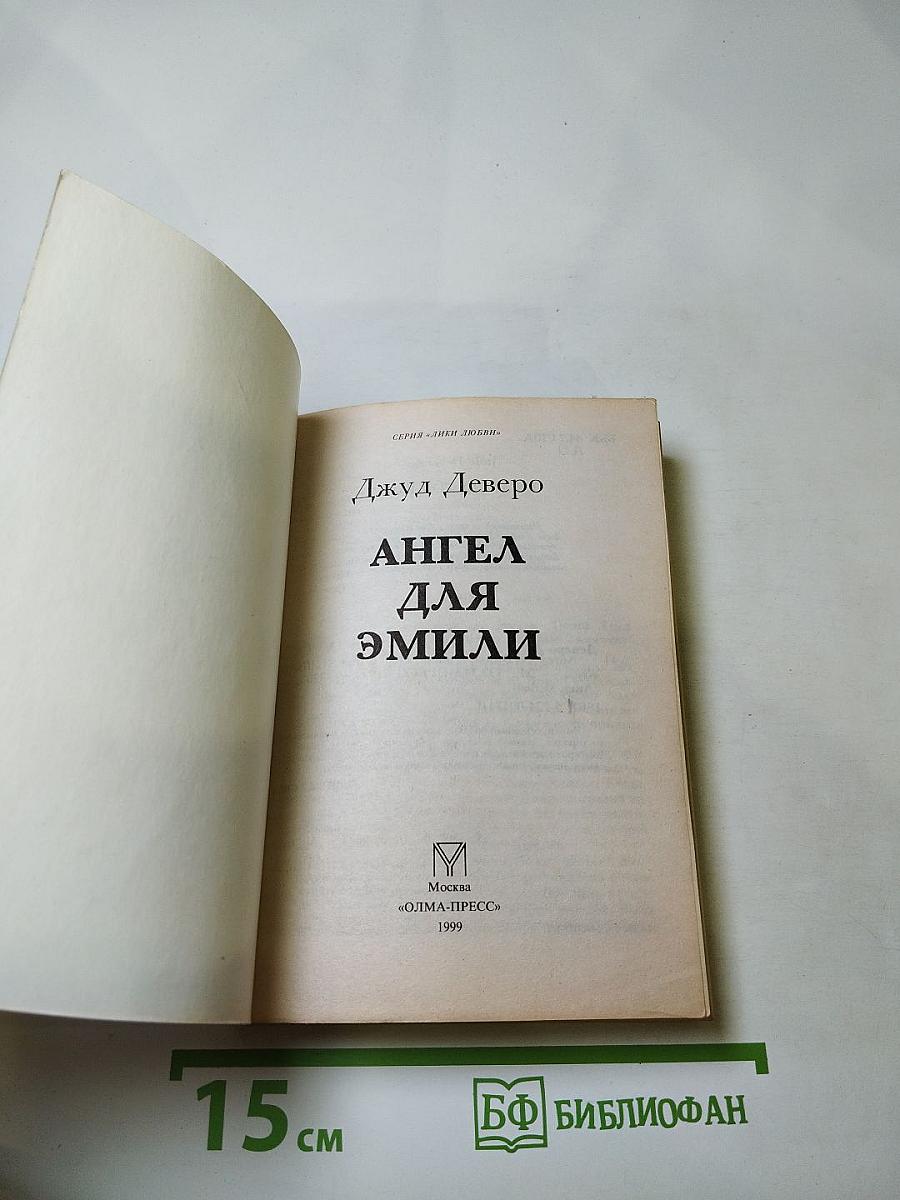 СЕРИЯ «ЛИКИ ЛЮБВИ»
Джуд Деверо
АНГЕЛ
ДЛЯ
ЭМИЛИ
Москва
«ОЛМА-ПРЕСС»
1999
15 см
БФ БИБЛИОФАН